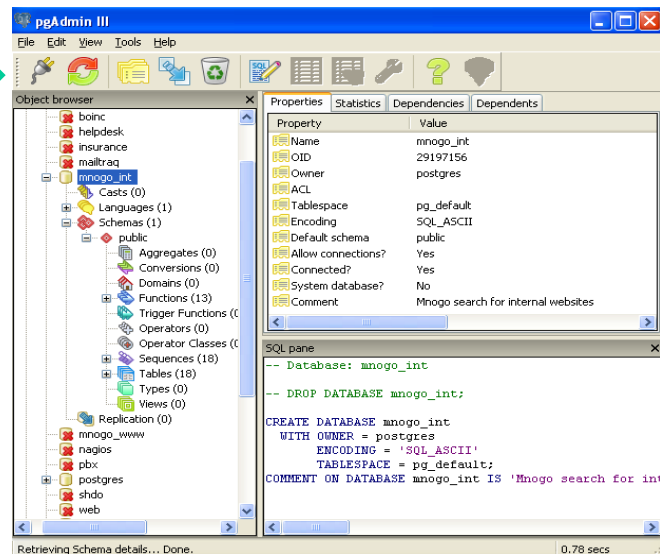 pgAdmin III
File Edit View Tools Help
SQL
Object browser
boinc
helpdesk
insurance
mailtraq
mnogo_int
Casts (0)
Languages (1)
Schemas (1)
public
Aggregates (0)
Conversions (0)
Domains (0)
Functions (13)
Trigger Functions (0
Operators (0)
Operator Classes (
Sequences (18)
Tables (18)
Types (0)
Views (0)
Replication (0)
mnogo_www
nagios
pbx
postgres
shdo
web
Properties Statistics Dependencies Dependents
Property Value
Name mnogo_int
OID 29197156
Owner postgres
ACL
Tablespace pg_default
Encoding SQL_ASCII
Default schema public
Allow connections? Yes
Connected? Yes
System database? No
Comment Mnogo search for internal websites
SQL pane
-- Database: mnogo_int
-- DROP DATABASE mnogo_int;
CREATE DATABASE mnogo_int
WITH OWNER = postgres
ENCODING = 'SQL_ASCII'
TABLESPACE = pg_default;
COMMENT ON DATABASE mnogo_int IS 'Mnogo search for int
Retrieving Schema details... Done. 0.78 secs